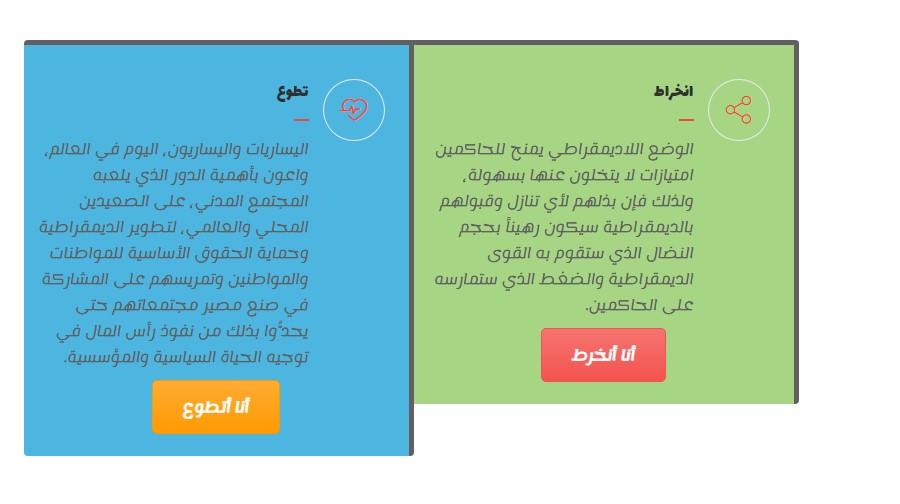 انخراط
الوضع اللاديمقراطي يمنح للحاكمين
امتيازات لا يتخلون عنها بسهولة،
ولذلك فإن بذلهم لأي تنازل وقبولهم
بالديمقراطية سيكون رهيناً بحجم
النضال الذي ستقوم به القوى
الديمقراطية والضغط الذي ستمارسه
على الحاكمين.
أنا أنخرط
تطوع
اليساريات واليساريون، اليوم في العالم،
واعون بأهمية الدور الذي يلعبه
المجتمع المدني، على الصعيدين
المحلي والعالمي، لتطوير الديمقراطية
وحماية الحقوق الأساسية للمواطنات
والمواطنين وتمريسهم على المشاركة
في صنع مصير مجتمعاتهم حتى
يحدّوا بذلك من نفوذ رأس المال في
توجيه الحياة السياسية والمؤسسية.
أنا أتطوع